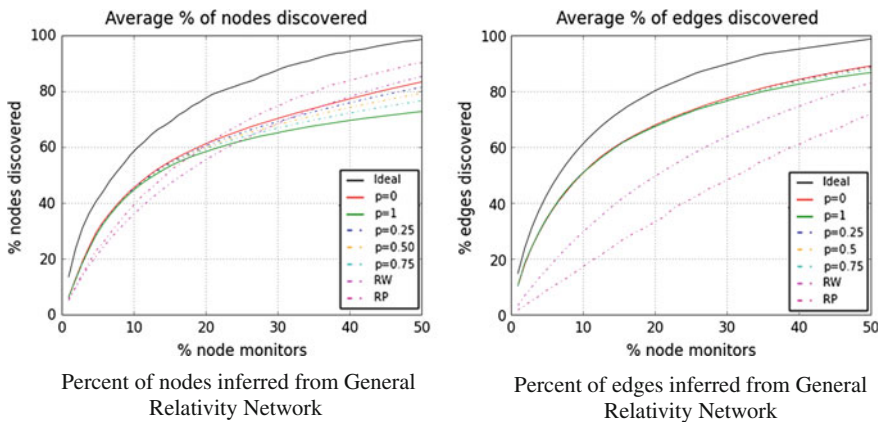 Average % of nodes discovered
100
80
60
40
20
0
% nodes discovered
Ideal
p=0
p=1
p=0.25
p=0.50
p=0.75
RW
RP
0 10 20 30 40 50
% node monitors
Percent of nodes inferred from General
Relativity Network
Average % of edges discovered
100
80
60
40
20
0
% edges discovered
Ideal
p=0
p=1
p=0.25
p=0.5
p=0.75
RW
RP
0 10 20 30 40 50
% node monitors
Percent of edges inferred from General
Relativity Network